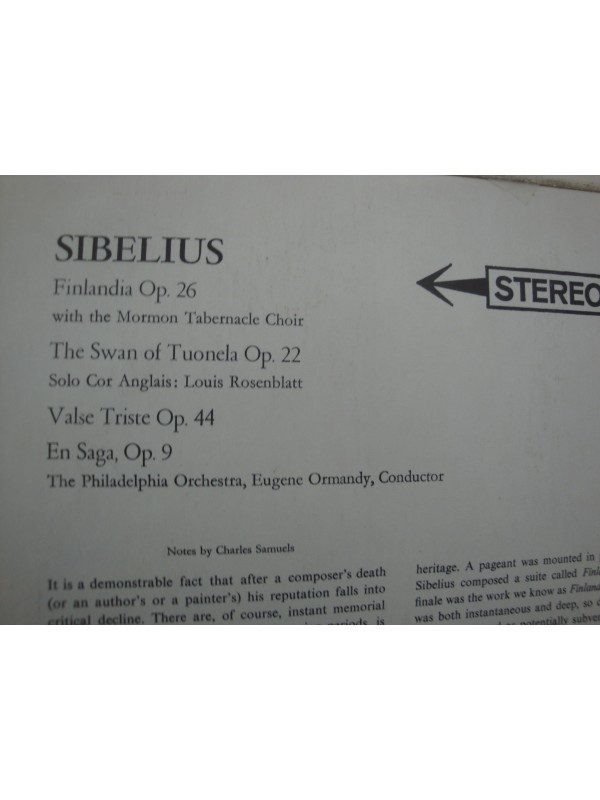 SIBELIUS
Finlandia Op. 26
with the Mormon Tabernacle Choir
The Swan of Tuonela Op. 22
Solo Cor Anglais: Louis Rosenblatt
Valse Triste Op. 44
En Saga, Op. 9
The Philadelphia Orchestra, Eugene Ormandy, Conductor
STEREO
Notes by Charles Samuels
It is a demonstrable fact that after a composer's death
(or an author's or a painter's) his reputation falls into
critical decline. There are, of course, instant memorial
periods is
heritage. A pageant was mounted in
Sibelius composed a suite called
finale was the work we know as
was both instantaneous and deep, so
potentially